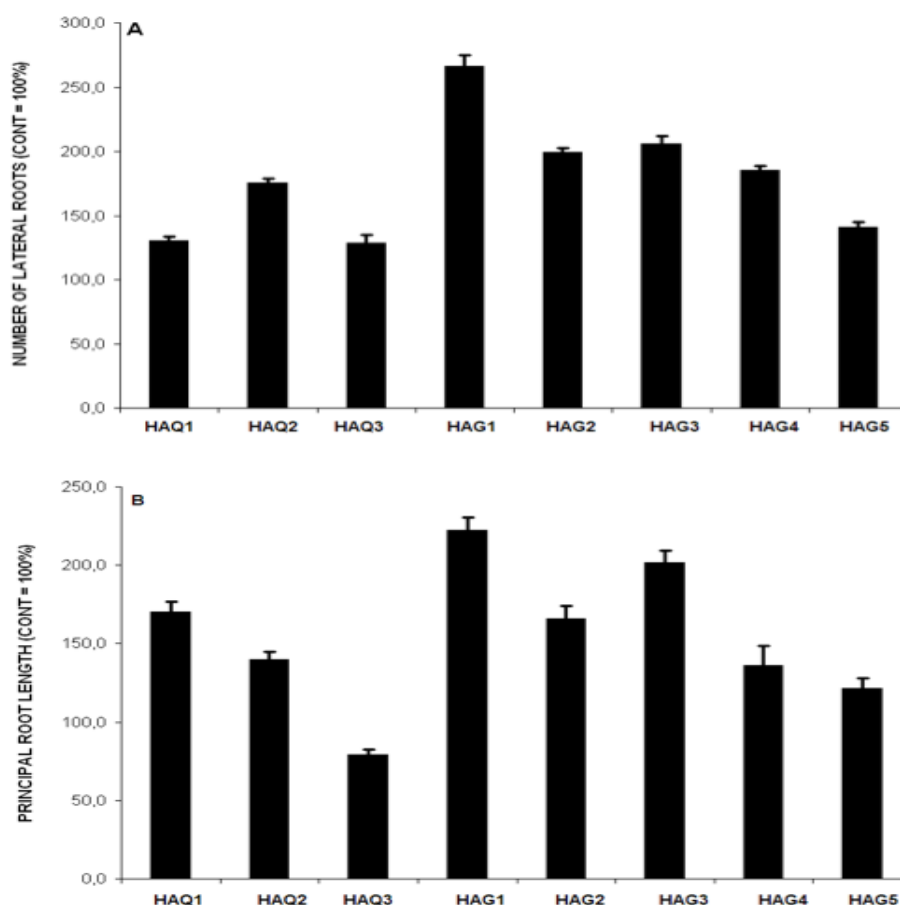 A
NUMBER OF LATERAL ROOTS (CONT = 100%)
300,0
250,0
200,0
150,0
100,0
50,0
0,0
HAQ1 HAQ2 HAQ3 HAG1 HAG2 HAG3 HAG4 HAG5
B
PRINCIPAL ROOT LENGTH (CONT = 100%)
250,0
200,0
150,0
100,0
50,0
0,0
HAQ1 HAQ2 HAQ3 HAG1 HAG2 HAG3 HAG4 HAG5